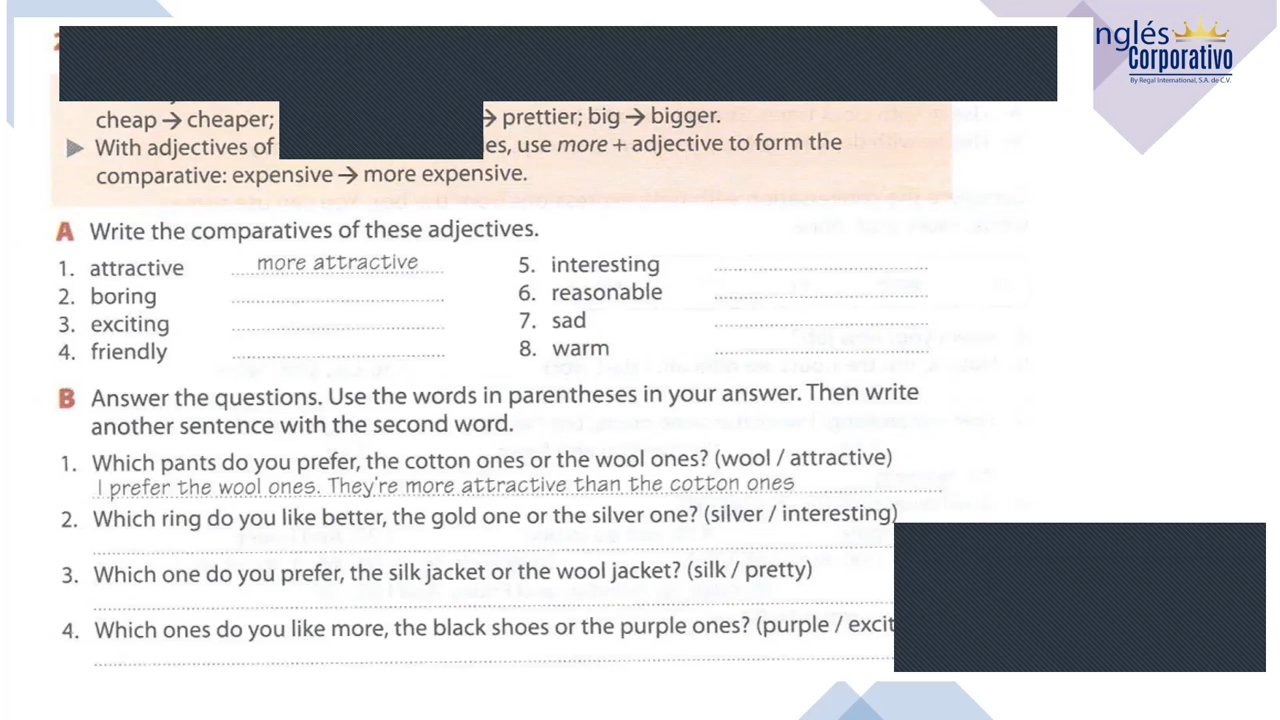 nglés
Corporativo
By Regal International, S.A. de C.V.
cheap → cheaper; → prettier; big → bigger.
▶ With adjectives of es, use more + adjective to form the
comparative: expensive → more expensive.
A Write the comparatives of these adjectives.
1. attractive more attractive
2. boring
3. exciting
4. friendly
5. interesting
6. reasonable
7. sad
8. warm
B Answer the questions. Use the words in parentheses in your answer. Then write
another sentence with the second word.
1. Which pants do you prefer, the cotton ones or the wool ones? (wool / attractive)
I prefer the wool ones. They're more attractive than the cotton ones
2. Which ring do you like better, the gold one or the silver one? (silver / interesting)
3. Which one do you prefer, the silk jacket or the wool jacket? (silk / pretty)
4. Which ones do you like more, the black shoes or the purple ones? (purple / excit